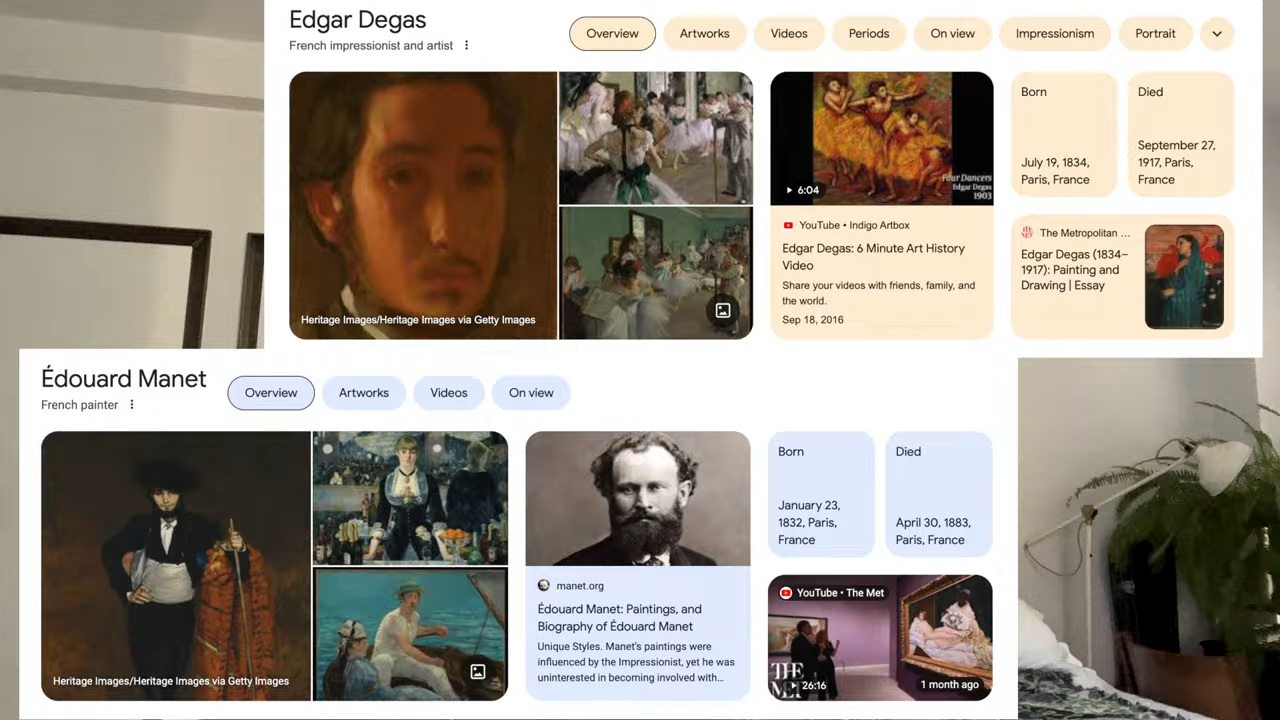 Edgar Degas
French impressionist and artist
Overview
Artworks
Videos
Periods
On view
Impressionism
Portrait
Heritage Images/Heritage Images via Getty Images
Four Dancers
Edgar Degas
1903
6:04
YouTube • Indigo Artbox
Edgar Degas: 6 Minute Art History
Video
Share your videos with friends, family, and
the world.
Sep 18, 2016
Born
July 19, 1834,
Paris, France
Died
September 27,
1917, Paris,
France
The Metropolitan ...
Edgar Degas (1834–
1917): Painting and
Drawing | Essay
Édouard Manet
French painter
Overview
Artworks
Videos
On view
Heritage Images/Heritage Images via Getty Images
manet.org
Édouard Manet: Paintings, and
Biography of Édouard Manet
Unique Styles. Manet's paintings were
influenced by the Impressionist, yet he was
uninterested in becoming involved with...
Born
January 23,
1832, Paris,
France
Died
April 30, 1883,
Paris, France
YouTube • The Met
THE
MET
26:16
1 month ago